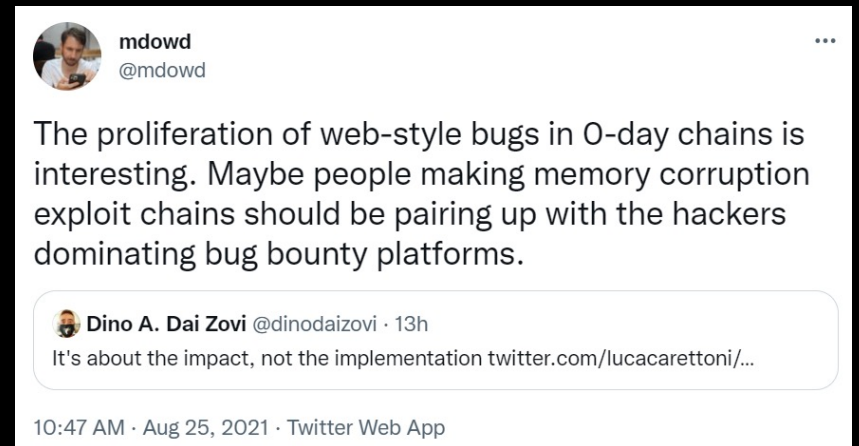 mdowd
@mdowd
The proliferation of web-style bugs in 0-day chains is
interesting. Maybe people making memory corruption
exploit chains should be pairing up with the hackers
dominating bug bounty platforms.
Dino A. Dai Zovi @dinodaizovi · 13h
It's about the impact, not the implementation twitter.com/lucacarettoni/...
10:47 AM · Aug 25, 2021 · Twitter Web App